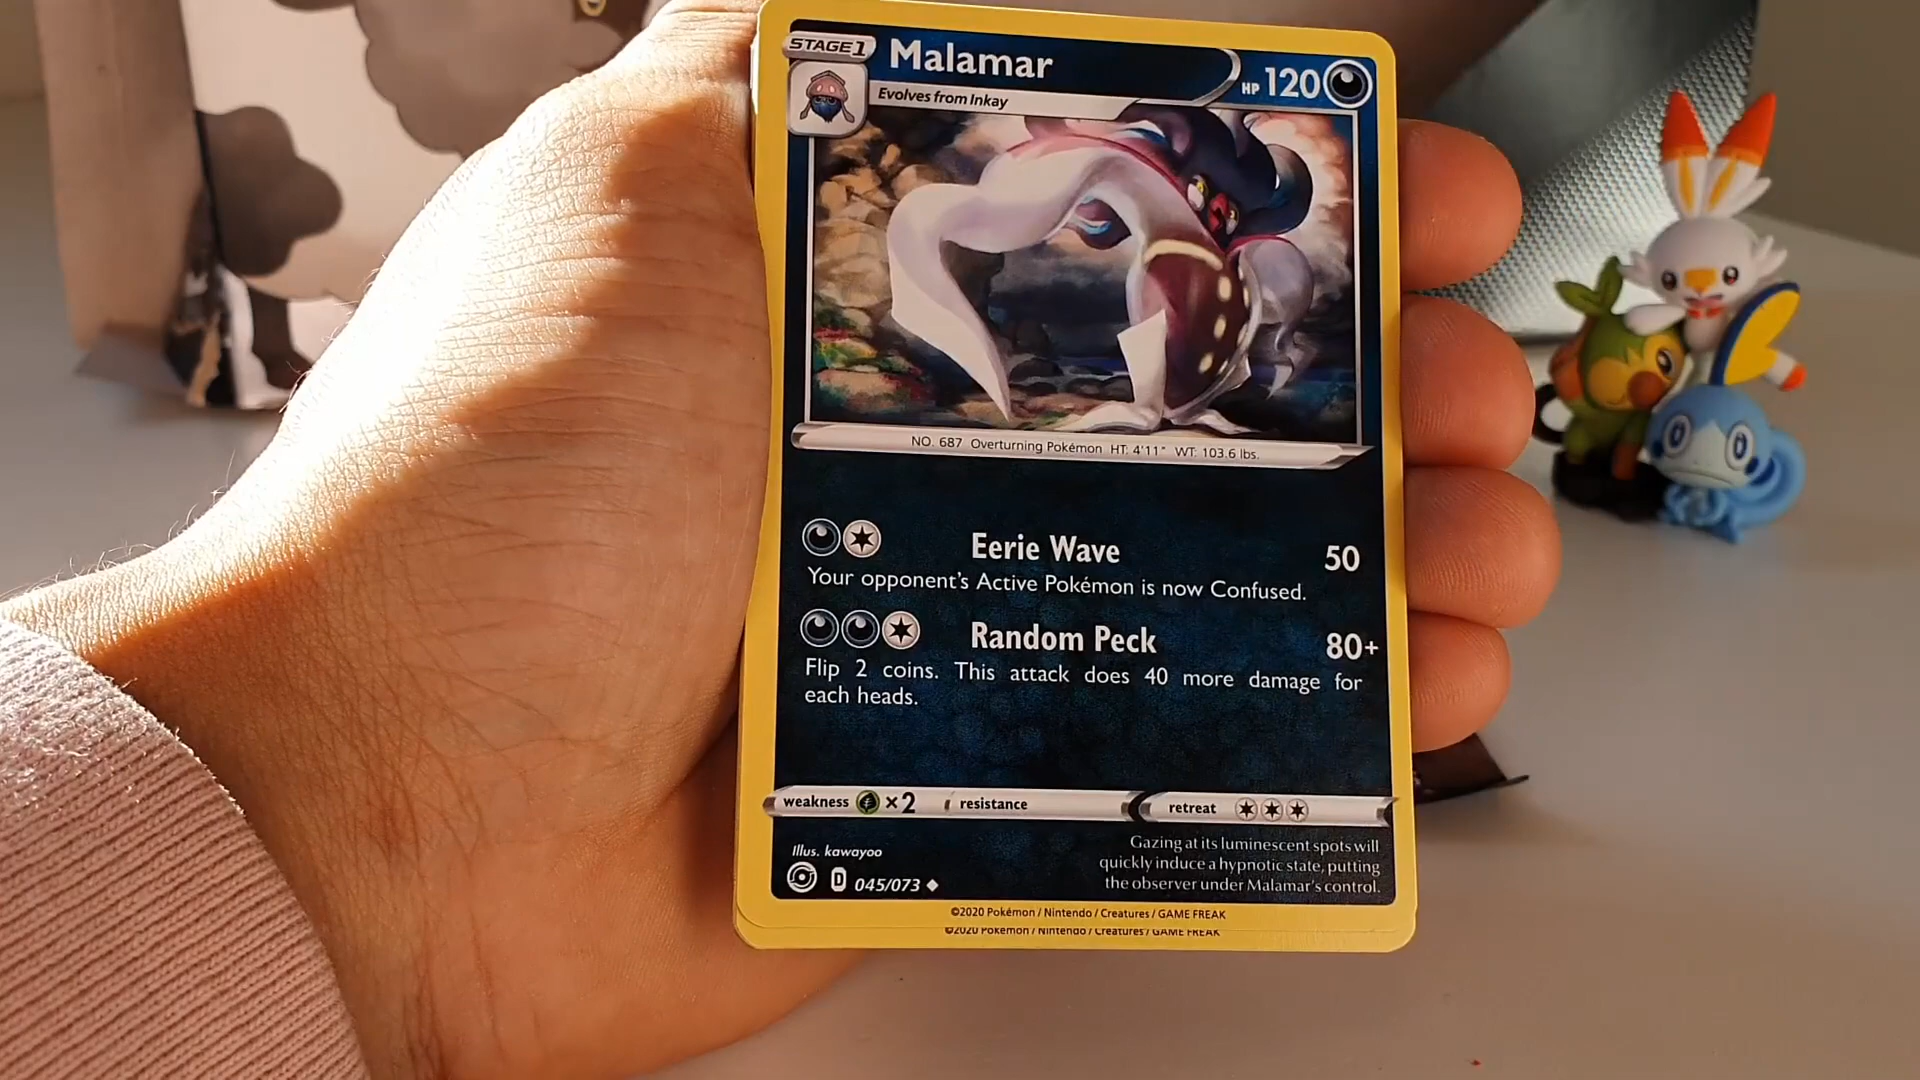 STAGE1
Malamar
HP 120
Evolves from Inkay
NO. 687 Overturning Pokémon HT: 4'11" WT: 103.6 lbs.
Eerie Wave 50
Your opponent's Active Pokémon is now Confused.
Random Peck 80+
Flip 2 coins. This attack does 40 more damage for
each heads.
weakness ×2 resistance retreat
Gazing at its luminescent spots will
quickly induce a hypnotic state, putting
the observer under Malamar's control.
Illus. kawayoo
D 045/073
©2020 Pokémon / Nintendo / Creatures / GAME FREAK
©2020 Pokémon / Nintendo / Creatures / GAME FREAK